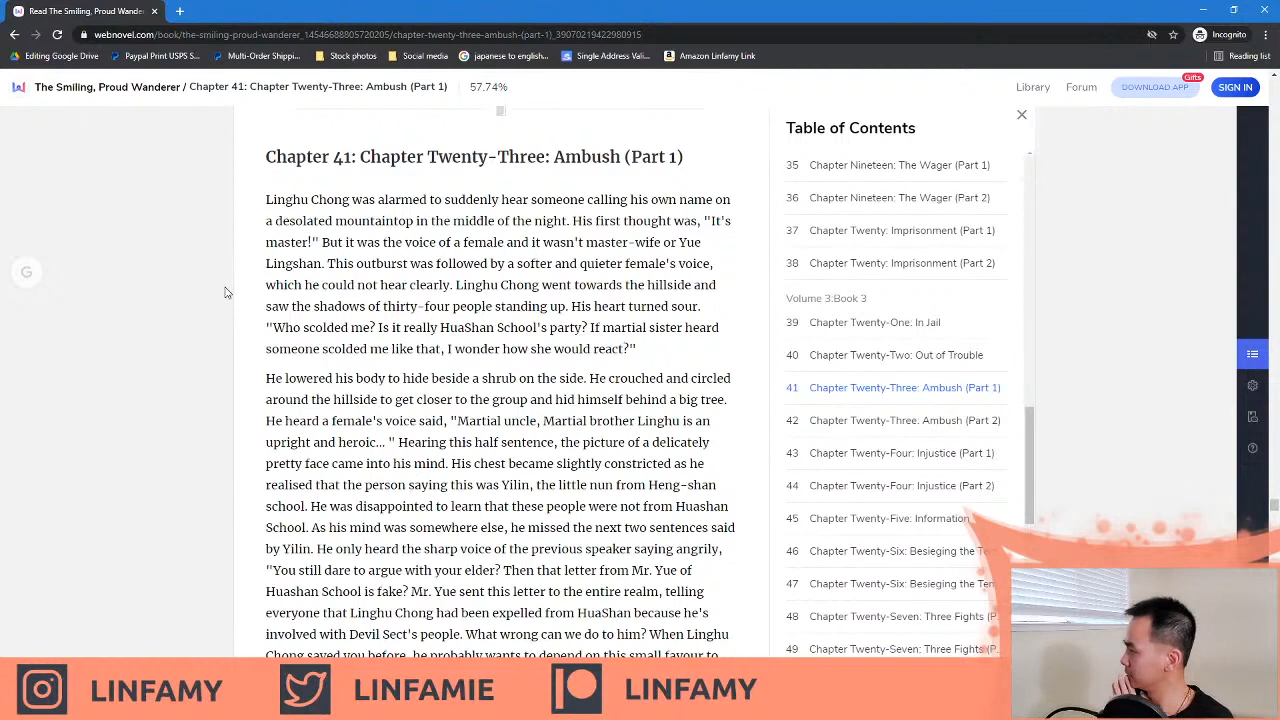 Read The Smiling, Proud Wander
webnovel.com/book/the-smiling-proud-wanderer_14546688805720205/chapter-twenty-three-ambush-(part-1)_39070219422980915
Incognito
Editing Google Drive
Paypal Print USPS S...
Multi-Order Shippi...
Stock photos
Social media
japanese to english...
Single Address Vali...
Amazon Linfamy Link
Reading list
The Smiling, Proud Wanderer / Chapter 41: Chapter Twenty-Three: Ambush (Part 1)
57.74%
Library
Forum
DOWNLOAD APP
Gifts
SIGN IN
Chapter 41: Chapter Twenty-Three: Ambush (Part 1)
Linghu Chong was alarmed to suddenly hear someone calling his own name on
a desolated mountaintop in the middle of the night. His first thought was, "It's
master!" But it was the voice of a female and it wasn't master-wife or Yue
Lingshan. This outburst was followed by a softer and quieter female's voice,
which he could not hear clearly. Linghu Chong went towards the hillside and
saw the shadows of thirty-four people standing up. His heart turned sour.
"Who scolded me? Is it really HuaShan School's party? If martial sister heard
someone scolded me like that, I wonder how she would react?"
He lowered his body to hide beside a shrub on the side. He crouched and circled
around the hillside to get closer to the group and hid himself behind a big tree.
He heard a female's voice said, "Martial uncle, Martial brother Linghu is an
upright and heroic... " Hearing this half sentence, the picture of a delicately
pretty face came into his mind. His chest became slightly constricted as he
realised that the person saying this was Yilin, the little nun from Heng-shan
school. He was disappointed to learn that these people were not from Huashan
School. As his mind was somewhere else, he missed the next two sentences said
by Yilin. He only heard the sharp voice of the previous speaker saying angrily,
"You still dare to argue with your elder? Then that letter from Mr. Yue of
Huashan School is fake? Mr. Yue sent this letter to the entire realm, telling
everyone that Linghu Chong had been expelled from HuaShan because he's
involved with Devil Sect's people. What wrong can we do to him? When Linghu
Chong saved you before, he probably wants to depend on this small favour to
Table of Contents
35 Chapter Nineteen: The Wager (Part 1)
36 Chapter Nineteen: The Wager (Part 2)
37 Chapter Twenty: Imprisonment (Part 1)
38 Chapter Twenty: Imprisonment (Part 2)
Volume 3:Book 3
39 Chapter Twenty-One: In Jail
40 Chapter Twenty-Two: Out of Trouble
41 Chapter Twenty-Three: Ambush (Part 1)
42 Chapter Twenty-Three: Ambush (Part 2)
43 Chapter Twenty-Four: Injustice (Part 1)
44 Chapter Twenty-Four: Injustice (Part 2)
45 Chapter Twenty-Five: Information
46 Chapter Twenty-Six: Besieging the Te
47 Chapter Twenty-Six: Besieging the Ten
48 Chapter Twenty-Seven: Three Fights (P...
49 Chapter Twenty-Seven: Three Fights (P...
LINFAMY
LINFAMIE
LINFAMY